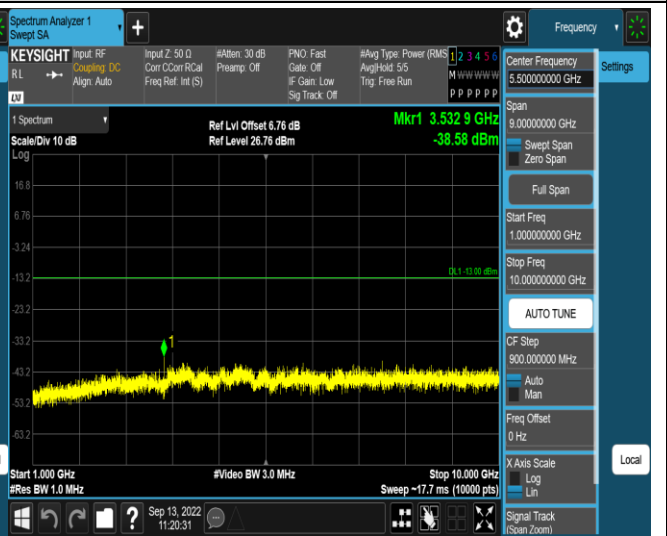 Spectrum Analyzer 1
Swept SA
+
Frequency
KEYSIGHT
RL
LXI
Input: RF
Coupling: DC
Align: Auto
Input Z: 50 Ω
Corr CCorr RCal
Freq Ref: Int (S)
#Atten: 30 dB
Preamp: Off
PNO: Fast
Gate: Off
IF Gain: Low
Sig Track: Off
#Avg Type: Power (RMS
Avg|Hold: 5/5
Trig: Free Run
1 2 3 4 5 6
M W W W W W
P P P P P P
1 Spectrum
Scale/Div 10 dB
Log
Ref Lvl Offset 6.76 dB
Ref Level 26.76 dBm
Mkr1 3.532 9 GHz
-38.58 dBm
16.8
6.76
-3.24
-13.2
-23.2
-33.2
-43.2
-53.2
-63.2
DL1 -13.00 dBm
1
Start 1.000 GHz
#Res BW 1.0 MHz
#Video BW 3.0 MHz
Stop 10.000 GHz
Sweep ~17.7 ms (10000 pts)
?
Sep 13, 2022
11:20:31
Center Frequency
5.500000000 GHz
Span
9.00000000 GHz
Swept Span
Zero Span
Full Span
Start Freq
1.000000000 GHz
Stop Freq
10.000000000 GHz
AUTO TUNE
CF Step
900.000000 MHz
Auto
Man
Freq Offset
0 Hz
X Axis Scale
Log
Lin
Signal Track
(Span Zoom)
Settings
Local